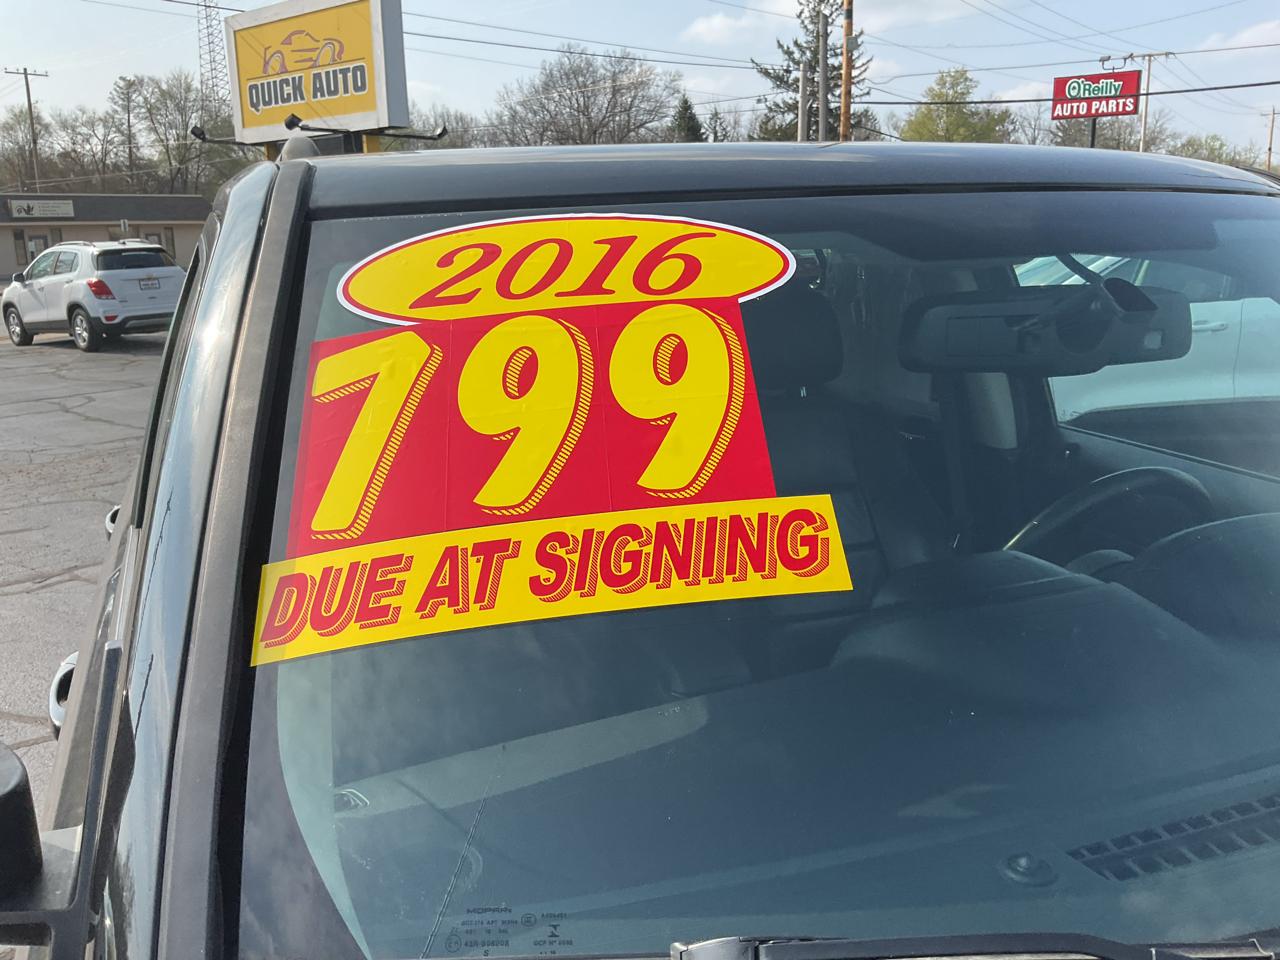 QUICK AUTO
O'Reilly
AUTO PARTS
2016
799
DUE AT SIGNING
MOPAR